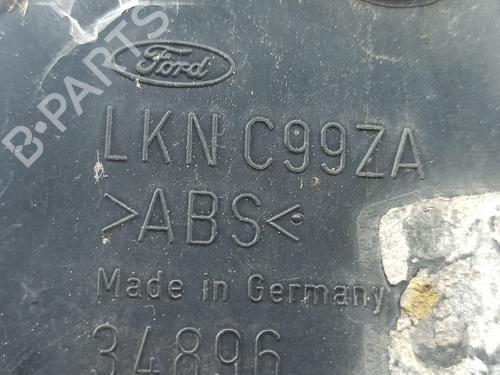 B·PARTS
Ford
LKN C99ZA
>ABS<
Made in Germany
34896